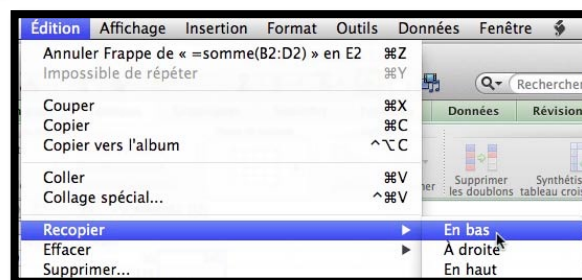 Édition Affichage Insertion Format Outils Données Fenêtre
Annuler Frappe de « =somme(B2:D2) » en E2 ⌘Z
Impossible de répéter ⌘Y
Rechercher
Couper ⌘X
Données Révision
Copier ⌘C
Copier vers l'album ^⌥C
Coller ⌘V
Supprimer
les doublons tableau crois
Collage spécial... ^⌘V
Recopier ▶ En bas
Effacer ▶ À droite
Supprimer... En haut